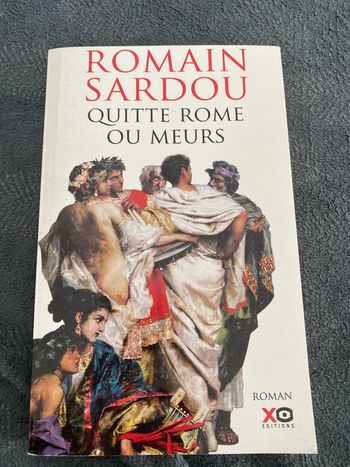 ROMAIN
SARDOU
QUITTE ROME
OU MEURS
ROMAN
XO
EDITIONS